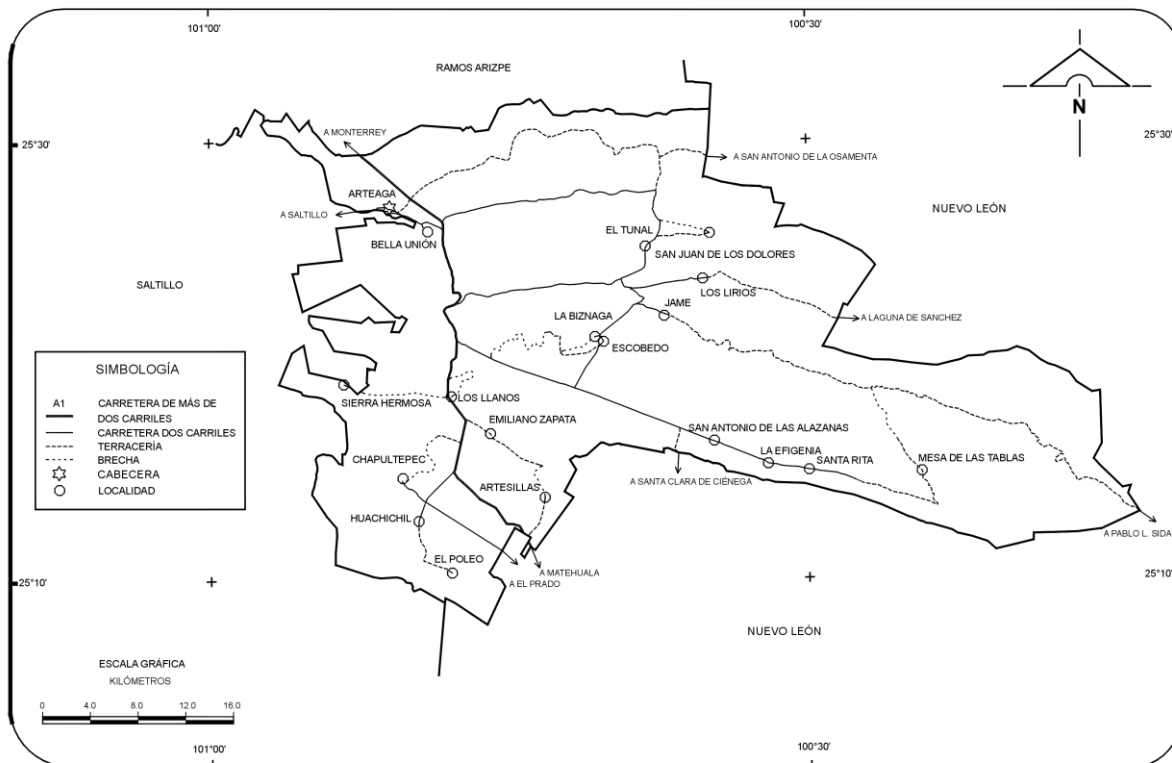 101°00'
100°30'
RAMOS ARIZPE
N
A MONTERREY
25°30'
25°30'
A SAN ANTONIO DE LA OSAMENTA
ARTEAGA
A SALTILLO
NUEVO LEÓN
EL TUNAL
BELLA UNIÓN
SAN JUAN DE LOS DOLORES
SALTILLO
LOS LIRIOS
JAME
LA BIZNAGA
A LAGUNA DE SANCHEZ
ESCOBEDO
SIMBOLOGÍA
A1 CARRETERA DE MÁS DE
DOS CARRILES
CARRETERA DOS CARRILES
TERRACERÍA
BRECHA
CABECERA
LOCALIDAD
SIERRA HERMOSA
LOS LLANOS
EMILIANO ZAPATA
SAN ANTONIO DE LAS ALAZANAS
LA EFIGENIA
SANTA RITA
MESA DE LAS TABLAS
CHAPULTEPEC
A SANTA CLARA DE CIÉNEGA
ARTESILLAS
HUACHICHIL
A PABLO L. SIDA
EL POLEO
A MATEHUALA
A EL PRADO
25°10'
25°10'
NUEVO LEÓN
ESCALA GRÁFICA
KILÓMETROS
0 4.0 8.0 12.0 16.0
101°00'
100°30'